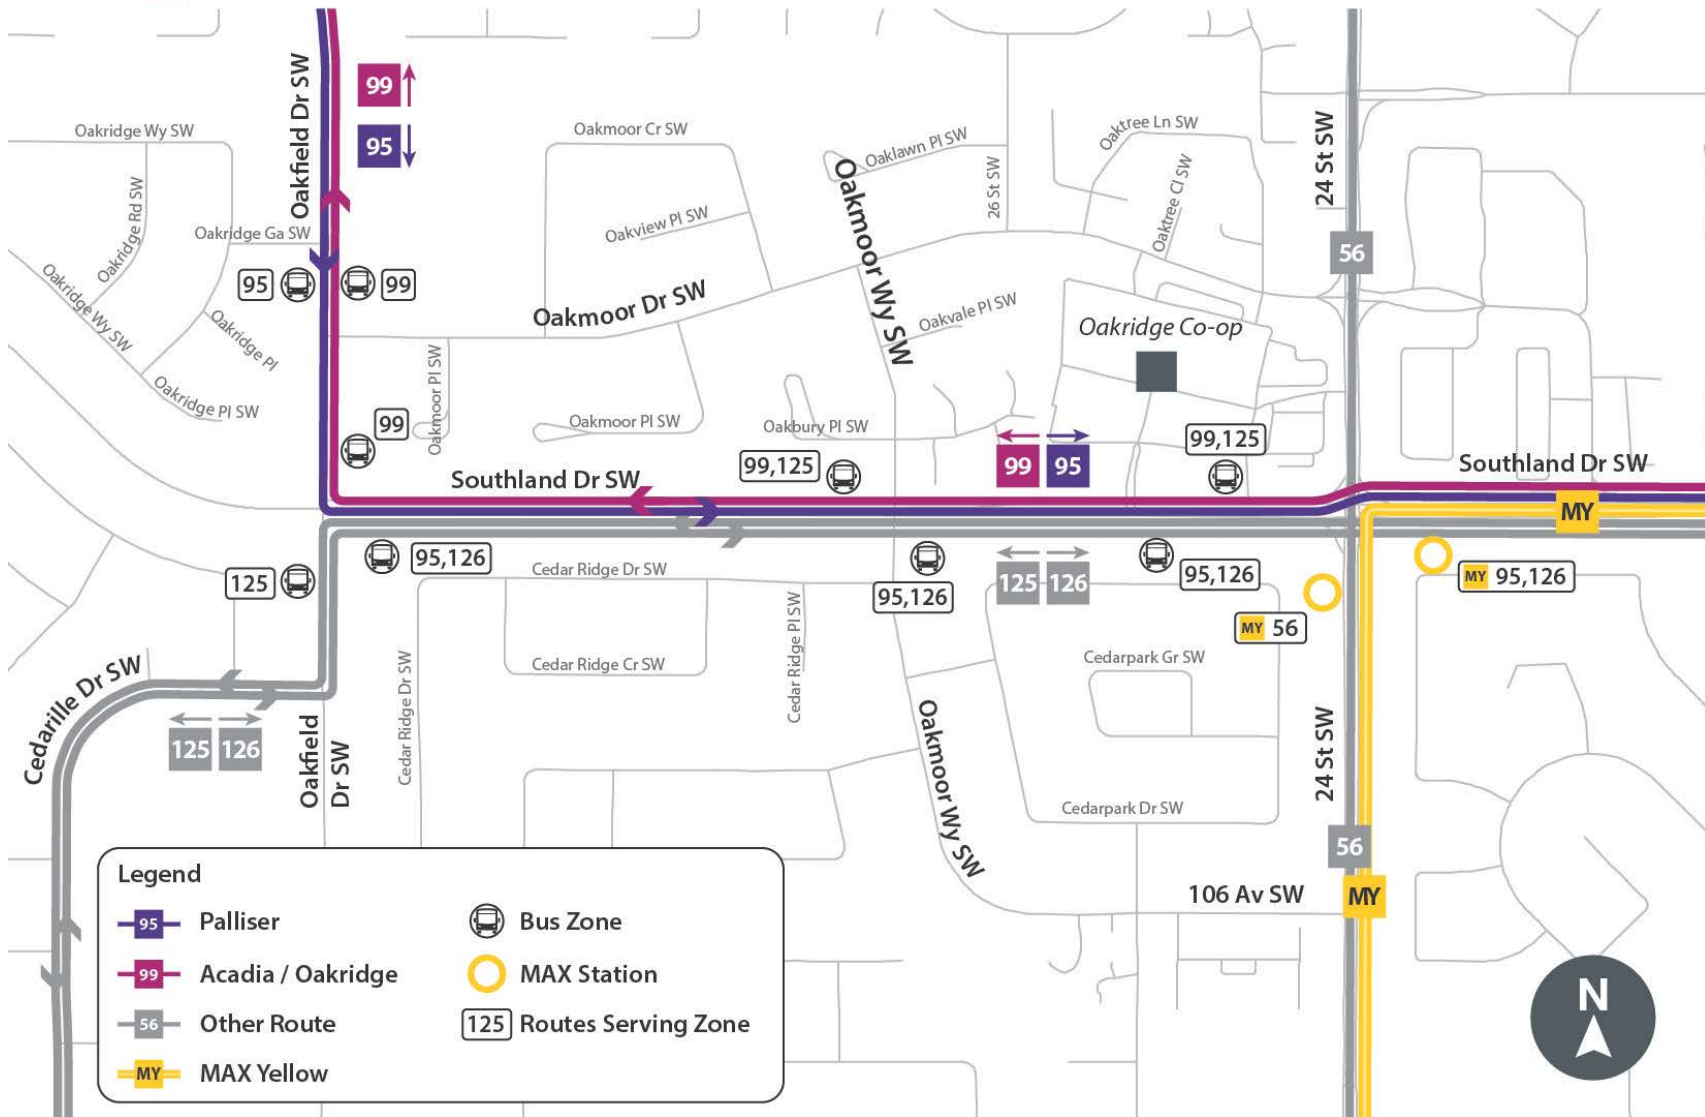 Oakfield Dr SW
99
95
24 St SW
Oakridge Wy SW
Oakmoor Cr SW
Oaktree Ln SW
Oaklawn Pl SW
Oakmoor Wy SW
26 St SW
Oaktree Cl SW
Oakridge Rd SW
Oakview Pl SW
Oakridge Ga SW
56
95
99
Oakridge Wy SW
Oakridge Pl
Oakmoor Dr SW
Oakvale Pl SW
Oakridge Co-op
Oakridge Pl SW
Oakmoor Pl SW
99
Oakmoor Pl SW
Oakbury Pl SW
99,125
99
95
99,125
Southland Dr SW
Southland Dr SW
MY
125
95,126
Cedar Ridge Dr SW
95,126
125
126
95,126
MY 95,126
MY 56
Cedar Ridge Pl SW
Cedar Ridge Cr SW
Cedar Ridge Dr SW
Cedarpark Gr SW
Cedarille Dr SW
125
126
Oakfield
Dr SW
Oakmoor Wy SW
24 St SW
Cedarpark Dr SW
56
106 Av SW
MY
Legend
95 Palliser
99 Acadia / Oakridge
56 Other Route
MY MAX Yellow
Bus Zone
MAX Station
125 Routes Serving Zone
N